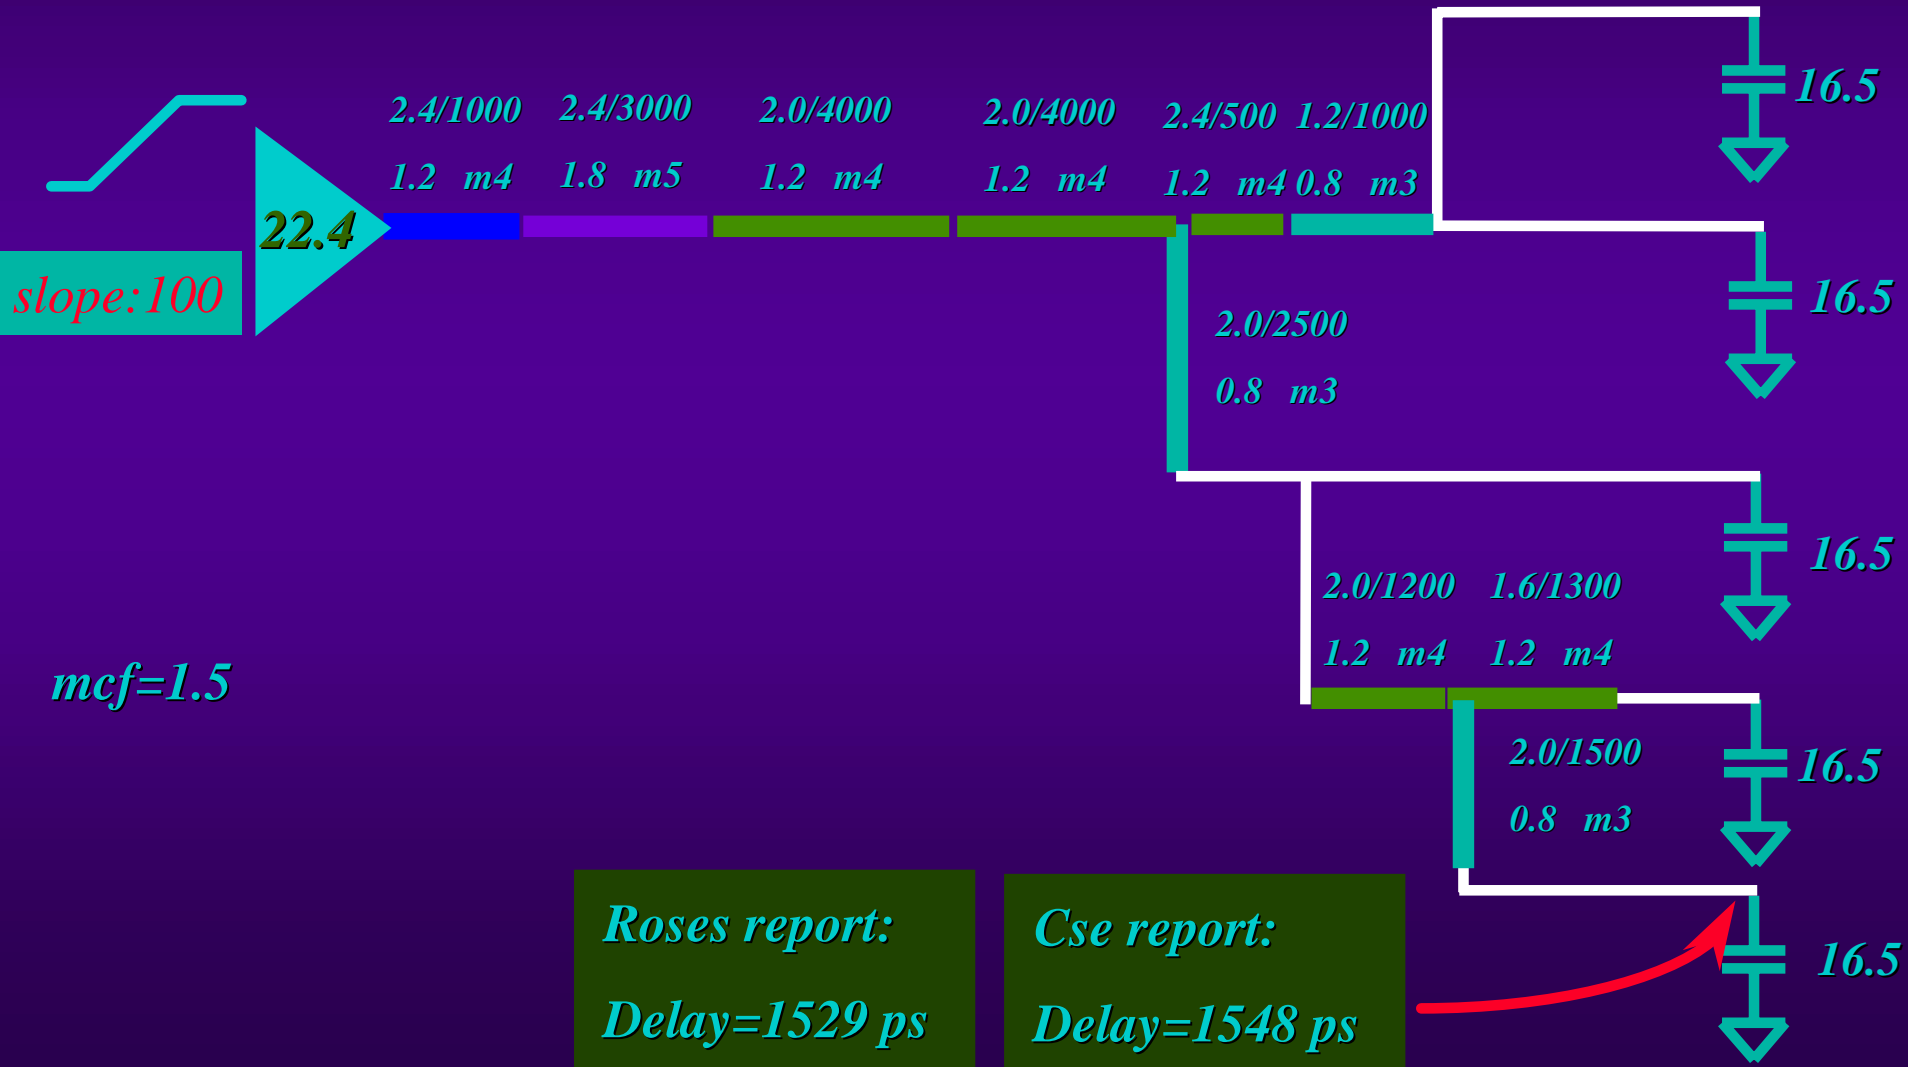 2.4/1000 2.4/3000 2.0/4000 2.0/4000 2.4/500 1.2/1000
1.2 m4 1.8 m5 1.2 m4 1.2 m4 1.2 m4 0.8 m3
16.5
22.4
slope:100
16.5
2.0/2500
0.8 m3
16.5
2.0/1200 1.6/1300
1.2 m4 1.2 m4
mcf=1.5
16.5
2.0/1500
0.8 m3
16.5
Roses report:
Delay=1529 ps
Cse report:
Delay=1548 ps